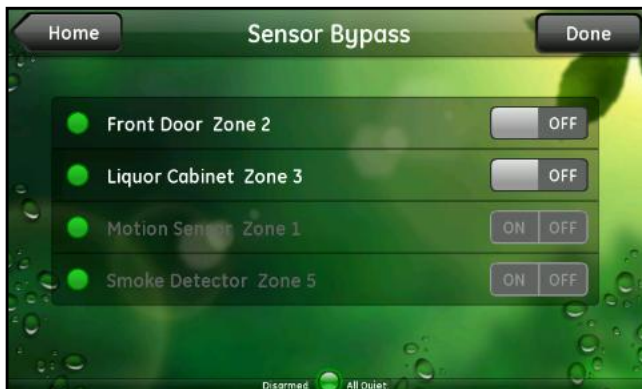 Home Sensor Bypass Done
Front Door Zone 2 OFF
Liquor Cabinet Zone 3 OFF
Motion Sensor Zone 1 ON OFF
Smoke Detector Zone 5 ON OFF
Disarmed All Quiet